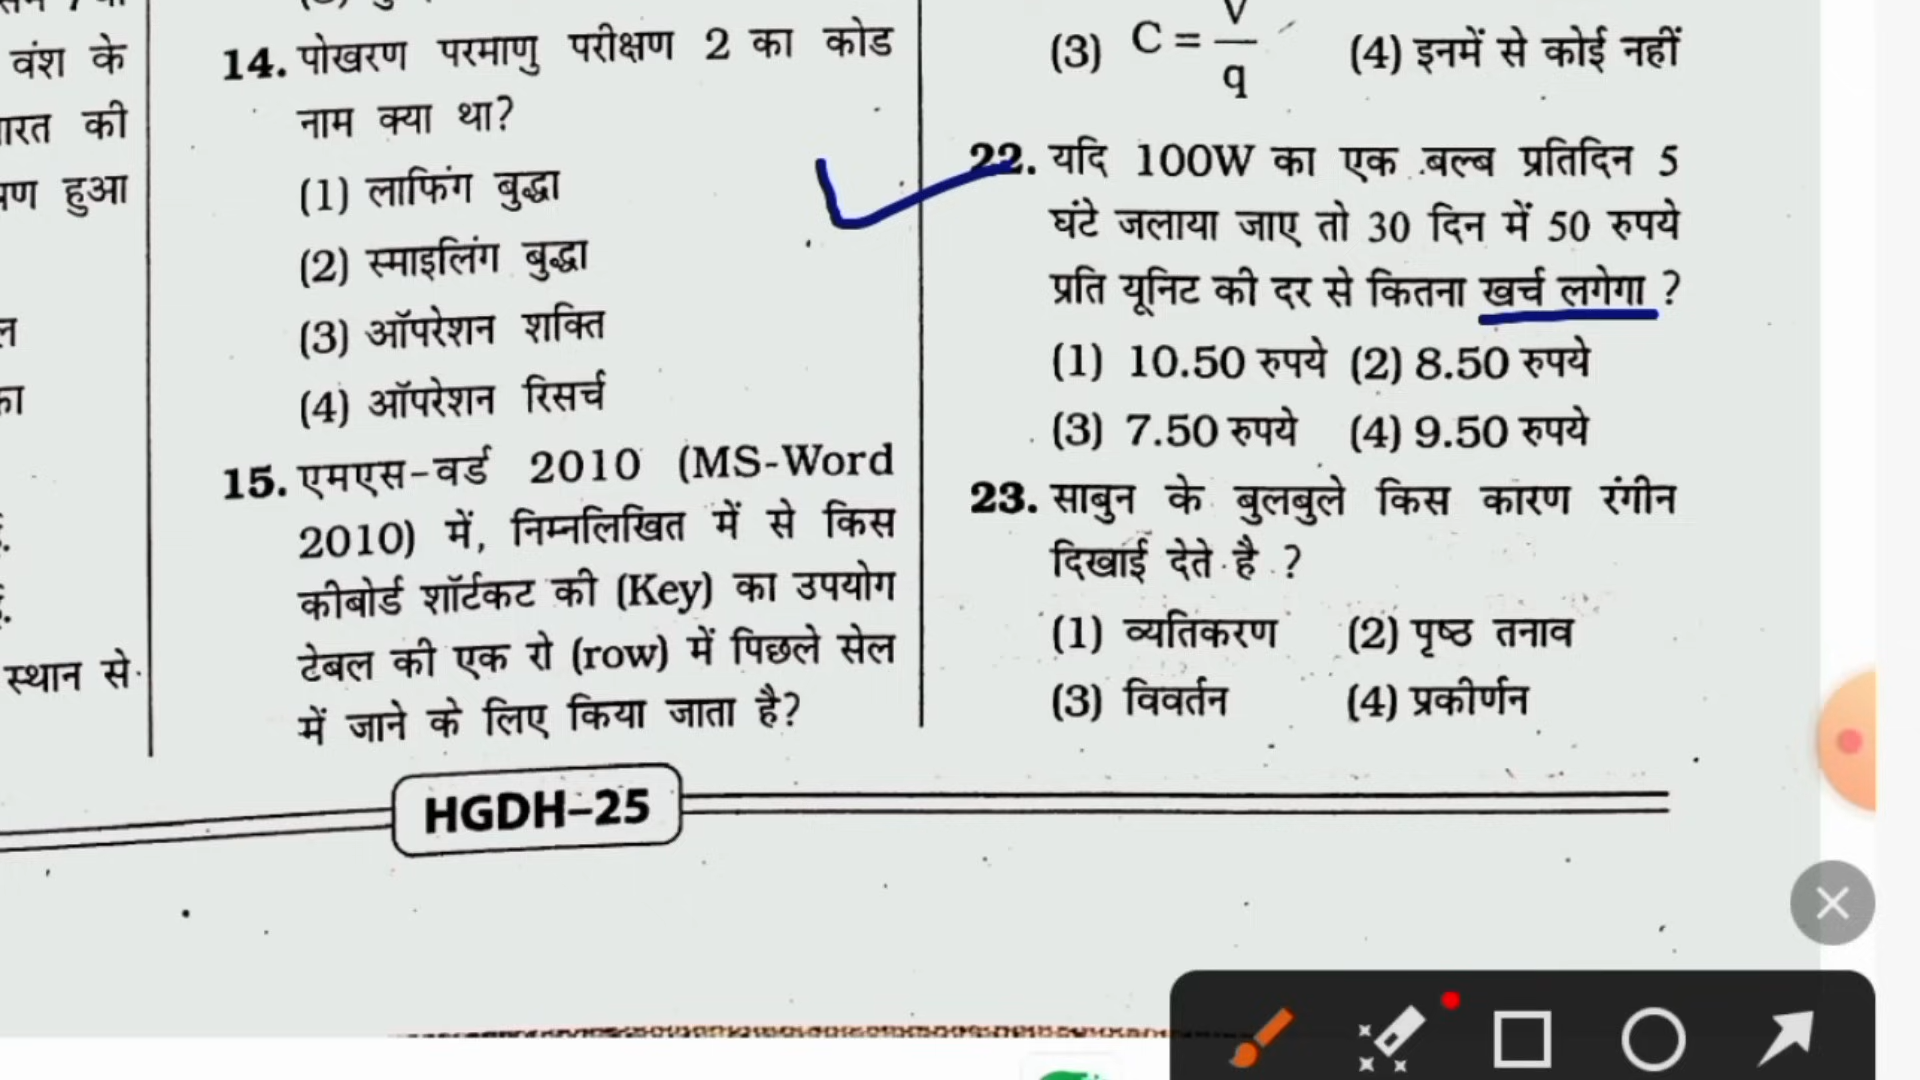 वंश के
की
हुआ
स्थान से
14. पोखरण परमाणु परीक्षण 2 का कोड
नाम क्या था?
(1) लाफिंग बुद्धा
(2) स्माइलिंग बुद्धा
(3) ऑपरेशन शक्ति
(4) ऑपरेशन रिसर्च
15. एमएस-वर्ड 2010 (MS-Word
2010) में, निम्नलिखित में से किस
कीबोर्ड शॉर्टकट की (Key) का उपयोग
टेबल की एक रो (row) में पिछले सेल
में जाने के लिए किया जाता है?
(3) C = V/q (4) इनमें से कोई नहीं
22. यदि 100W का एक बल्ब प्रतिदिन 5
घंटे जलाया जाए तो 30 दिन में 50 रुपये
प्रति यूनिट की दर से कितना खर्च लगेगा ?
(1) 10.50 रुपये (2) 8.50 रुपये
(3) 7.50 रुपये (4) 9.50 रुपये
23. साबुन के बुलबुले किस कारण रंगीन
दिखाई देते है ?
(1) व्यतिकरण (2) पृष्ठ तनाव
(3) विवर्तन (4) प्रकीर्णन
HGDH-25